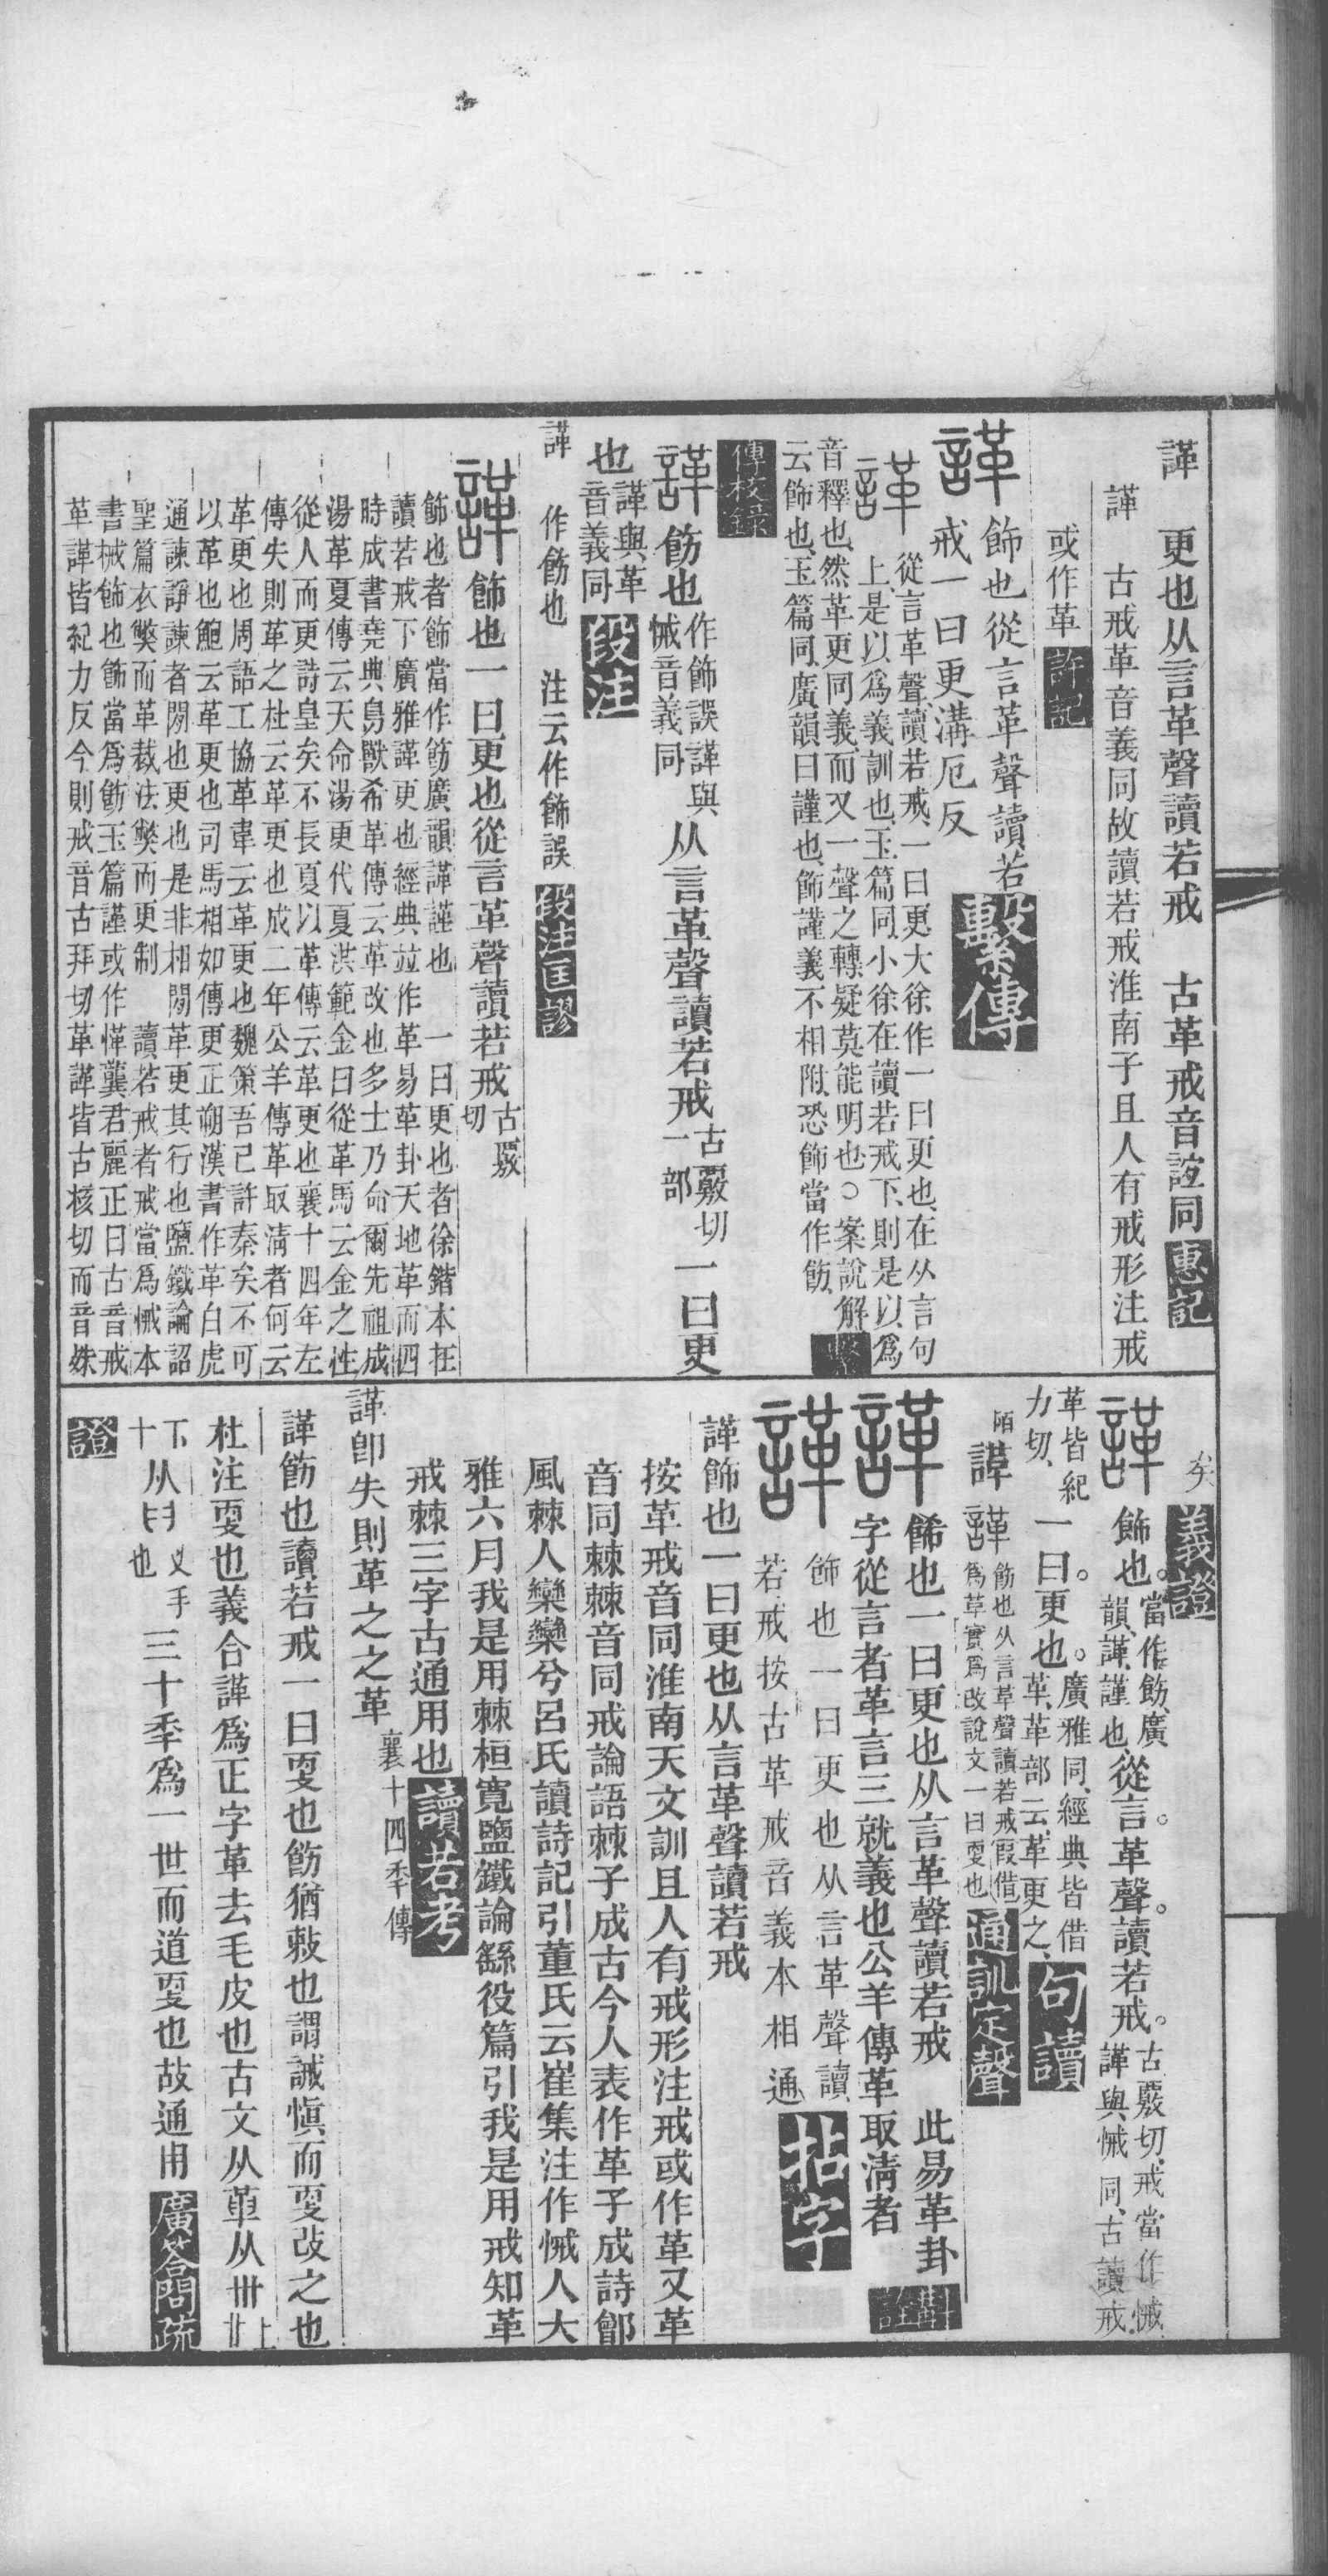 諽　更也从言革聲讀若戒　古革戒音訖同惠記
諽　古戒革音義同故讀若戒淮南子且人有戒形注戒
或作革許記
諽飾也從言革聲讀若
戒一曰更溝厄反繫傳
諽從言革聲讀若戒一曰更大徐作一曰更也在从言句
上是以爲義訓也玉篇同小徐在讀若戒下則是以爲
音釋也然革更同義而又一聲之轉疑莫能明也○案說解
云飾也玉篇同廣韻曰謹也飾謹義不相附恐飾當作飭繫
傳校錄
諽飭也作飾誤諽與
悈音義同从言革聲讀若戒古覈切
一部一曰更
也諽與革
音義同段注
諽　作飭也　注云作飾誤段注匡謬
諽飾也一曰更也從言革聲讀若戒古覈
切
飾也者飾當作飭廣韻諽謹也　一曰更也者徐鍇本在
讀若戒下廣雅諽更也經典竝作革易革卦天地革而四
時成書堯典鳥獸希革傳云革改也多士乃命爾先祖成
湯革夏傳云天命湯更代夏洪範金曰從革馬云金之性
從人而更詩皇矣不長夏以革傳云革更也襄十四年左
傳失則革之杜云革更也成二年公羊傳革取清者何云
革更也周語工協革韋云革更也魏策吾已許秦矣不可
以革也鮑云革更也司馬相如傳更正朔漢書作革白虎
通諫諍諫者閒也更也是非相閒革更其行也鹽鐵論詔
聖篇衣獘而革裁法獘而更制　讀若戒者戒當爲悈本
書悈飾也飾當爲飭玉篇謹或作愅龔君麗正曰古音戒
革諽皆紀力反今則戒音古拜切革諽皆古核切而音姝
矣義證
諽飾也當作飭廣
韻諽謹也從言革聲讀若戒古覈切戒當作悈
諽與悈同古讀戒
革皆紀
力切一曰更也廣雅同經典皆借
革革部云革更之句讀
陌諽諽飭也从言革聲讀若戒叚借
爲革實爲改說文一曰㪅也通訓定聲
諽餙也一曰更也从言革聲讀若戒　此易革卦
字從言者革言三就義也公羊傳革取清者斠
詮
諽飾也一曰更也从言革聲讀
若戒按古革戒音義本相通拈字
諽飾也一曰更也从言革聲讀若戒
按革戒音同淮南天文訓且人有戒形注戒或作革又革
音同棘棘音同戒論語棘子成古今人表作革子成詩鄶
風棘人欒欒兮呂氏讀詩記引董氏云崔集注作悈人大
雅六月我是用棘桓寬鹽鐵論繇役篇引我是用戒知革
戒棘三字古通用也讀若考
諽卽失則革之之革襄十四秊傳
諽飭也讀若戒一曰㪅也飭猶敕也謂誡愼而㪅改之也
杜注㪅也義合諽爲正字革去毛皮也古文从革从卅上
廿
下
十从𦥑叉手
也三十秊爲一世而道㪅也故通用廣答問疏
證